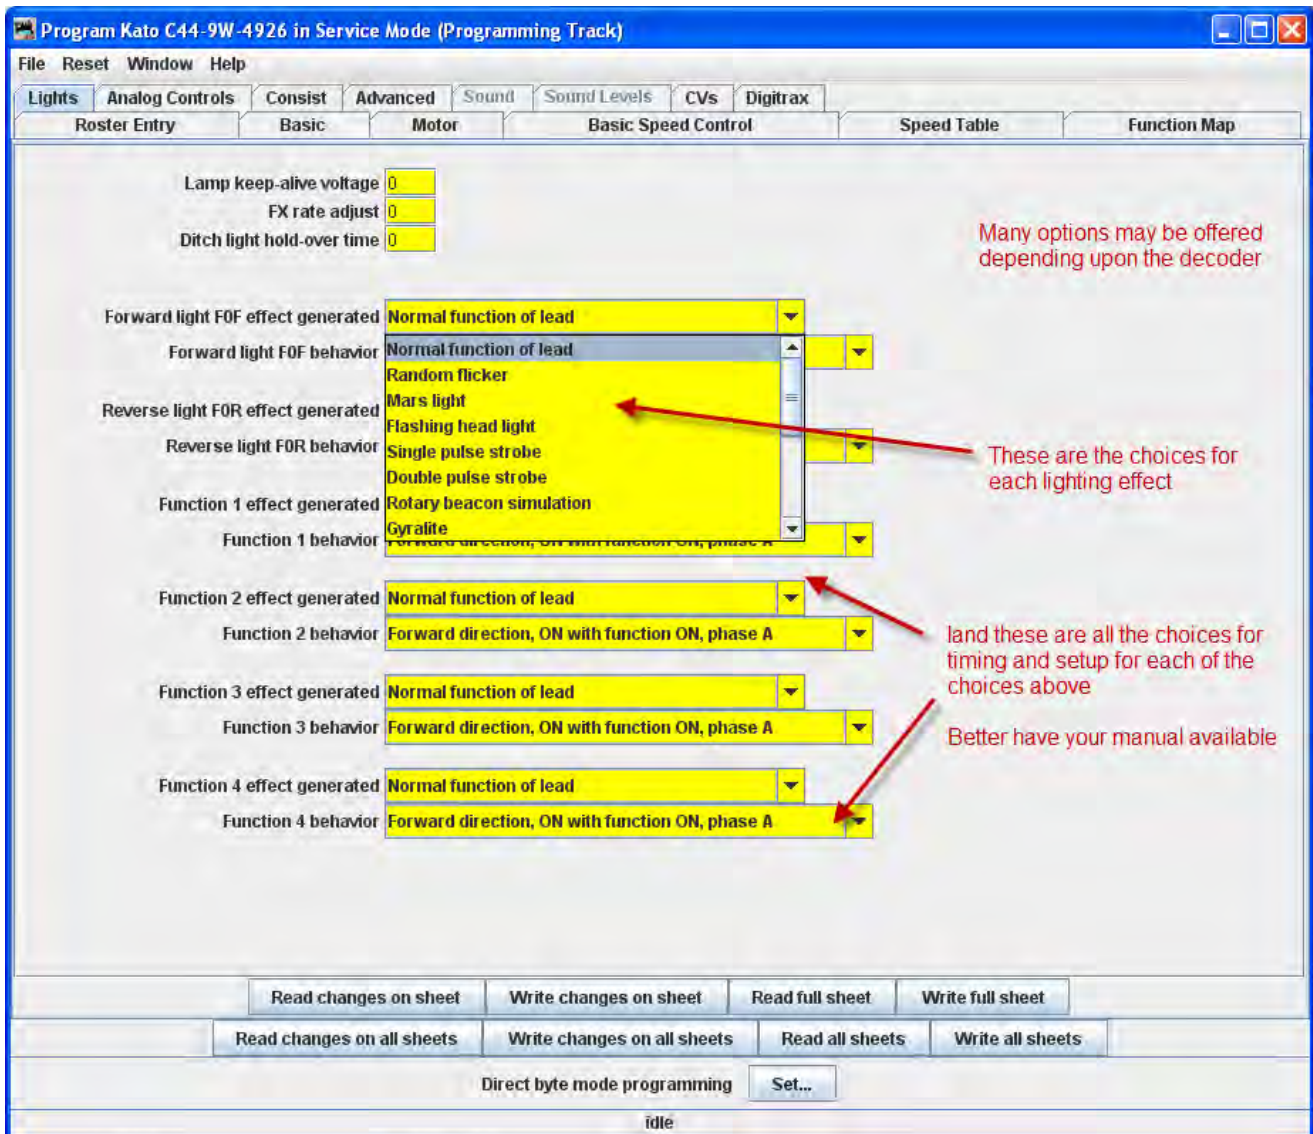 Program Kato C44-9W-4926 in Service Mode (Programming Track)
File Reset Window Help
Lights Analog Controls Consist Advanced Sound Sound Levels CVs Digitrax
Roster Entry Basic Motor Basic Speed Control Speed Table Function Map
Lamp keep-alive voltage 0
FX rate adjust 0
Ditch light hold-over time 0
Many options may be offered
depending upon the decoder
Forward light F0F effect generated Normal function of lead
Forward light F0F behavior
Normal function of lead
Random flicker
Mars light
Flashing head light
Single pulse strobe
Double pulse strobe
Rotary beacon simulation
Gyralite
Reverse light F0R effect generated
Reverse light F0R behavior
These are the choices for
each lighting effect
Function 1 effect generated
Function 1 behavior Forward direction, ON with function ON, phase A
Function 2 effect generated Normal function of lead
Function 2 behavior Forward direction, ON with function ON, phase A
Iand these are all the choices for
timing and setup for each of the
choices above
Function 3 effect generated Normal function of lead
Function 3 behavior Forward direction, ON with function ON, phase A
Better have your manual available
Function 4 effect generated Normal function of lead
Function 4 behavior Forward direction, ON with function ON, phase A
Read changes on sheet Write changes on sheet Read full sheet Write full sheet
Read changes on all sheets Write changes on all sheets Read all sheets Write all sheets
Direct byte mode programming Set...
idle